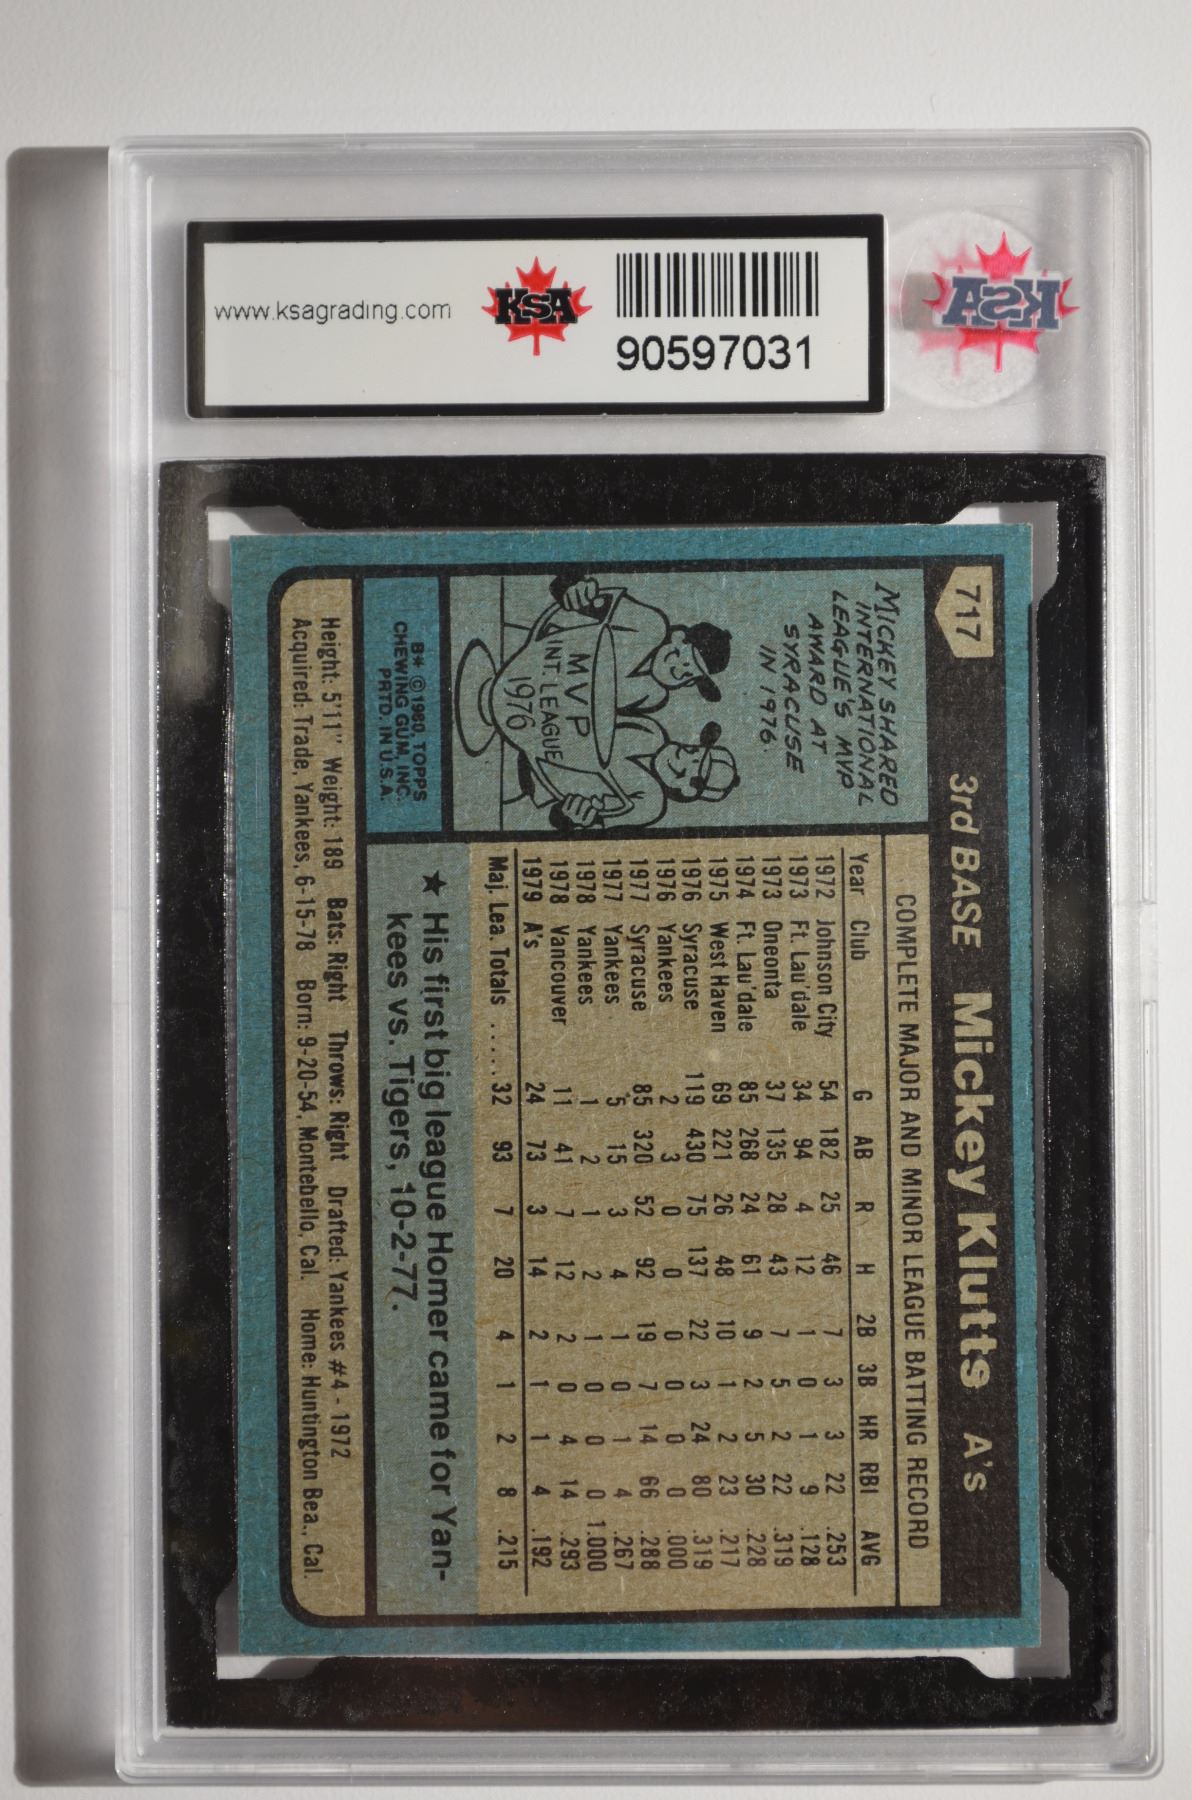 www.ksagrading.com
KSA
90597031
KSA
717
3rd BASE Mickey Klutts A's
MICKEY SHARED
INTERNATIONAL
LEAGUE'S MVP
AWARD AT
SYRACUSE
IN 1976.
MVP
INT. LEAGUE
1976
B* © 1980, TOPPS
CHEWING GUM, INC.
PRTD. IN U.S.A.
COMPLETE MAJOR AND MINOR LEAGUE BATTING RECORD
Year Club G AB R H 2B 3B HR RBI AVG
1972 Johnson City 54 182 25 46 7 3 3 22 .253
1973 Ft. Lau'dale 34 94 4 12 1 0 1 9 .128
1973 Oneonta 37 135 28 43 7 5 2 22 .319
1974 Ft. Lau'dale 85 268 24 61 9 2 5 30 .228
1975 West Haven 69 221 26 48 10 1 2 23 .217
1976 Syracuse 119 430 75 137 22 3 24 80 .319
1976 Yankees 2 3 0 0 0 0 0 0 .000
1977 Syracuse 85 320 52 92 19 7 14 66 .288
1977 Yankees 5 15 3 4 1 0 1 4 .267
1978 Yankees 1 2 1 2 1 0 0 0 1.000
1978 Vancouver 11 41 7 12 2 0 4 14 .293
1979 A's 24 73 3 14 2 1 1 4 .192
Maj. Lea. Totals ..... 32 93 7 20 4 1 2 8 .215
★ His first big league Homer came for Yan-
kees vs. Tigers, 10-2-77.
Height: 5'11" Weight: 189 Bats: Right Throws: Right Drafted: Yankees #4 - 1972
Acquired: Trade, Yankees, 6-15-78 Born: 9-20-54, Montebello, Cal. Home: Huntington Bea., Cal.